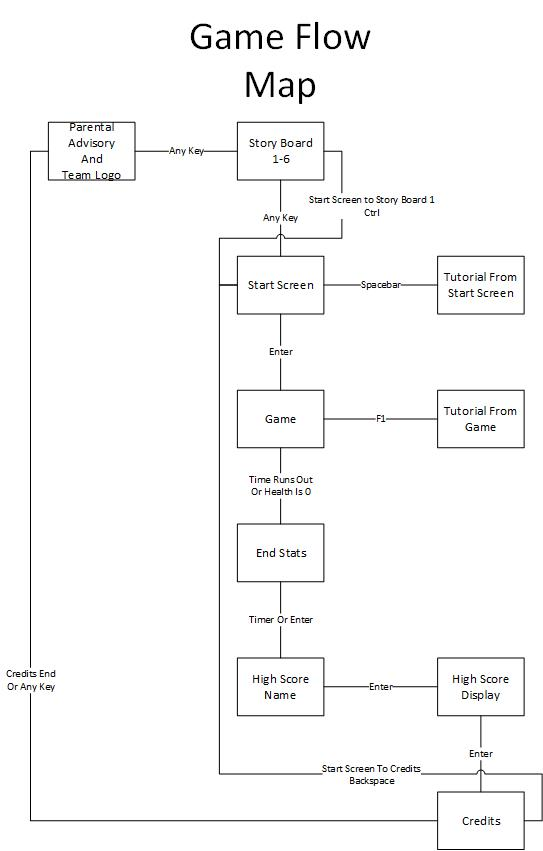 Game Flow
Map
Parental
Advisory
And
Team Logo
Any Key
Story Board
1-6
Start Screen to Story Board 1
Ctrl
Any Key
Start Screen
Spacebar
Tutorial From
Start Screen
Enter
Game
F1
Tutorial From
Game
Time Runs Out
Or Health Is 0
End Stats
Timer Or Enter
Credits End
Or Any Key
High Score
Name
Enter
High Score
Display
Enter
Start Screen To Credits
Backspace
Credits